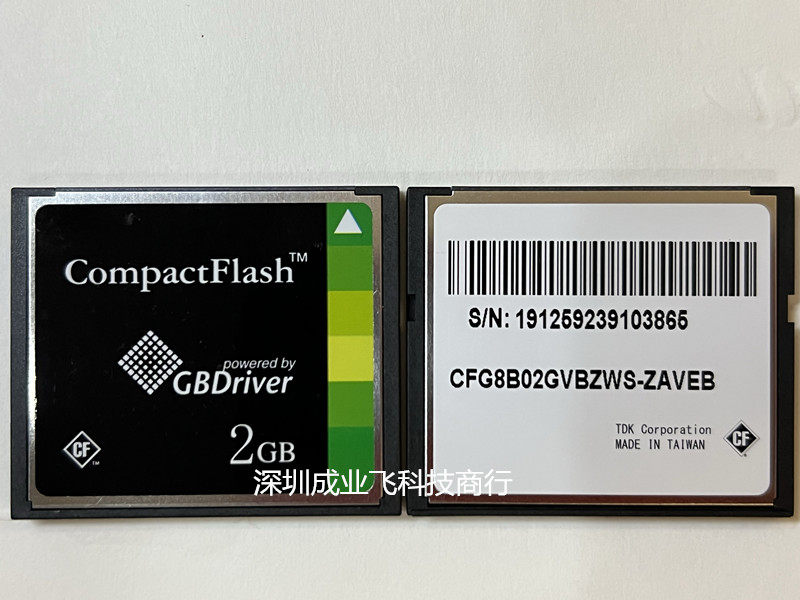 CompactFlash™
powered by
GBDriver
2GB
CF™
S/N: 191259239103865
CFG8B02GVBZWS-ZAVEB
TDK Corporation
MADE IN TAIWAN
CF
深圳成业飞科技商行